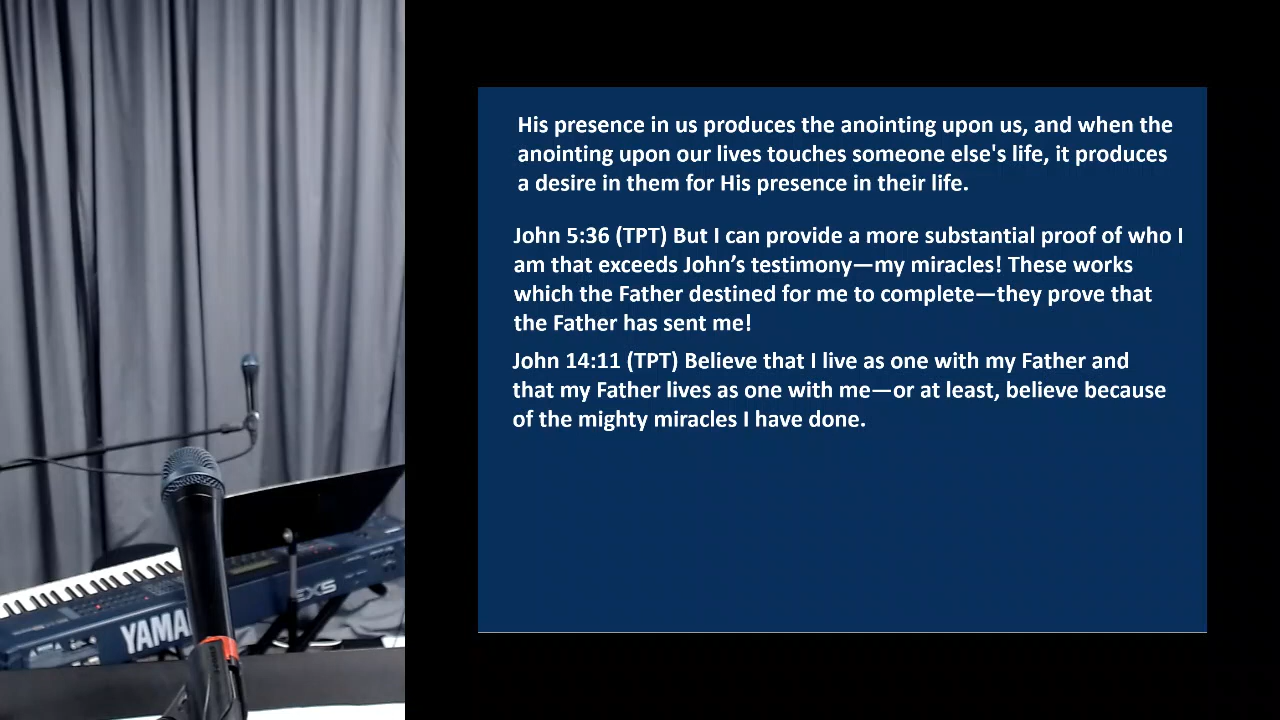 His presence in us produces the anointing upon us, and when the
anointing upon our lives touches someone else's life, it produces
a desire in them for His presence in their life.
John 5:36 (TPT) But I can provide a more substantial proof of who I
am that exceeds John’s testimony—my miracles! These works
which the Father destined for me to complete—they prove that
the Father has sent me!
John 14:11 (TPT) Believe that I live as one with my Father and
that my Father lives as one with me—or at least, believe because
of the mighty miracles I have done.
YAMA
EX5